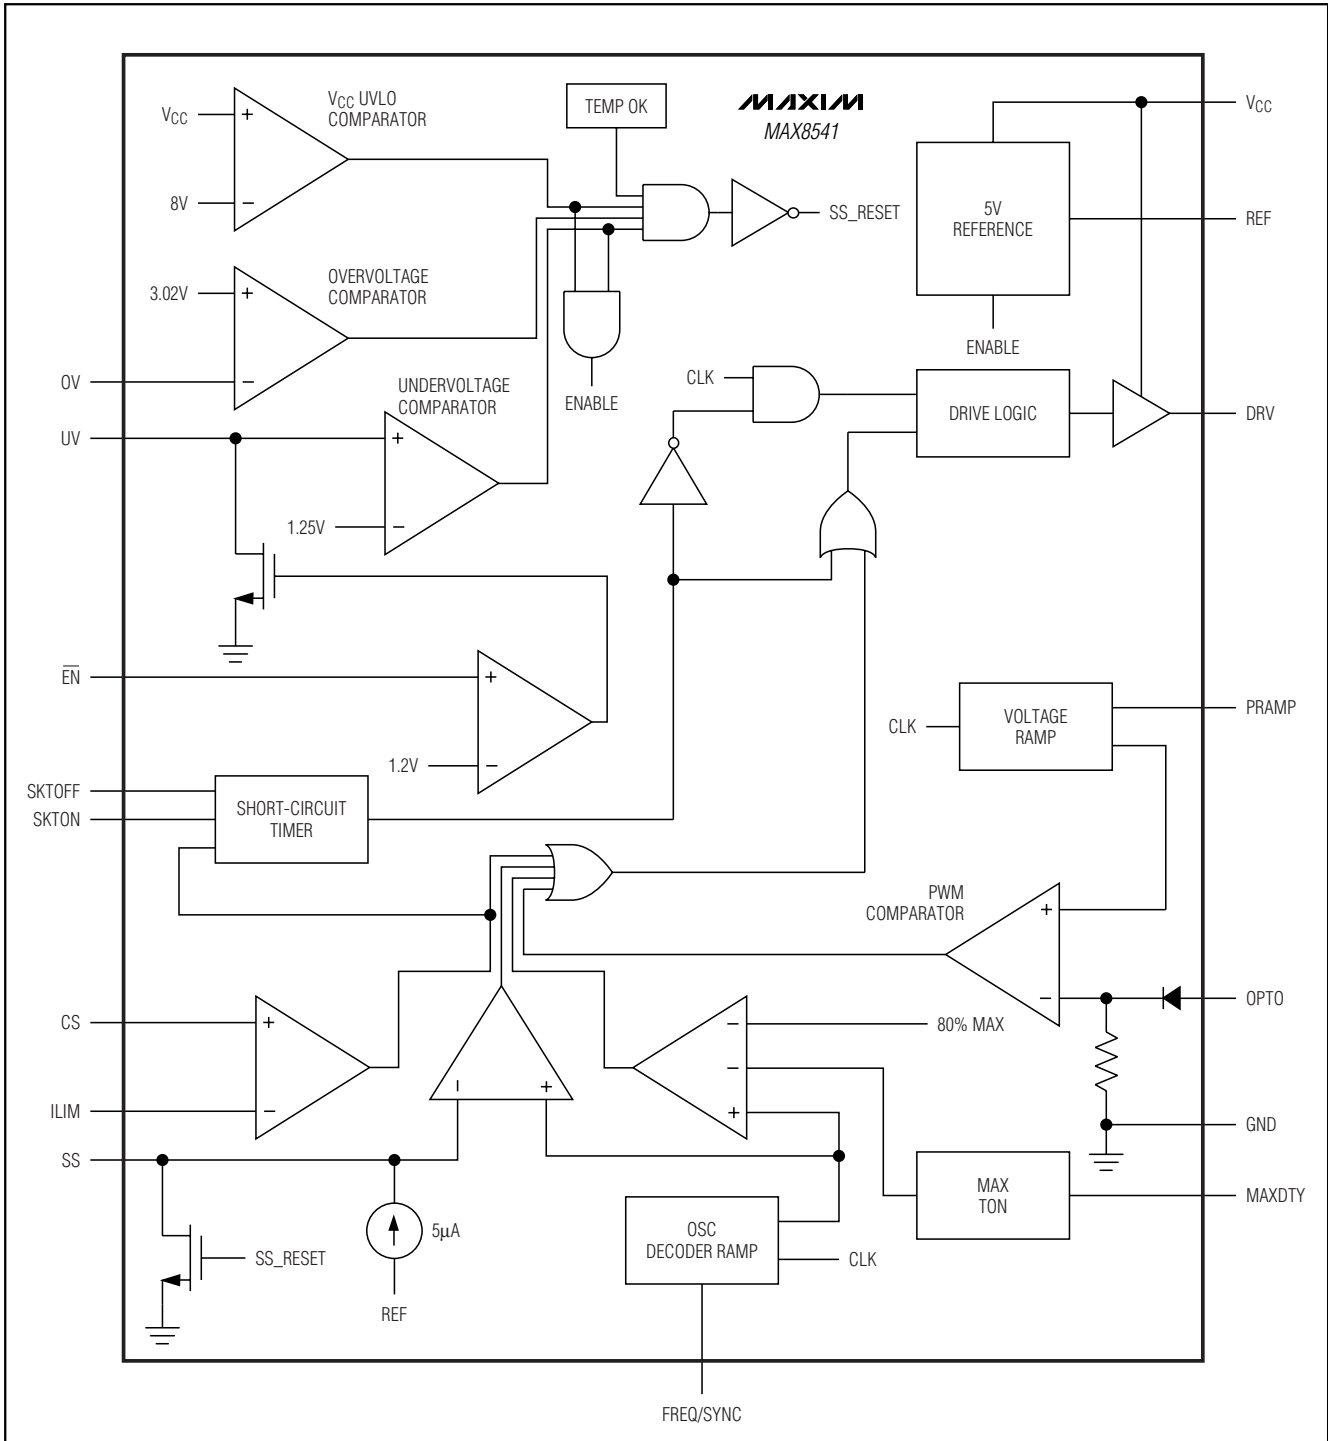 VCC
+
8V
−
VCC UVLO
COMPARATOR
TEMP OK
MAXIM
MAX8541
SS_RESET
5V
REFERENCE
ENABLE
VCC
REF
3.02V
+
−
OVERVOLTAGE
COMPARATOR
OV
UV
UNDERVOLTAGE
COMPARATOR
+
1.25V
−
ENABLE
CLK
DRIVE LOGIC
DRV
EN
+
1.2V
−
SKTOFF
SKTON
SHORT-CIRCUIT
TIMER
CLK
VOLTAGE
RAMP
PRAMP
PWM
COMPARATOR
+
−
OPTO
GND
CS
+
ILIM
−
−
+
−
80% MAX
−
+
SS
5µA
SS_RESET
REF
OSC
DECODER RAMP
CLK
MAX
TON
MAXDTY
FREQ/SYNC